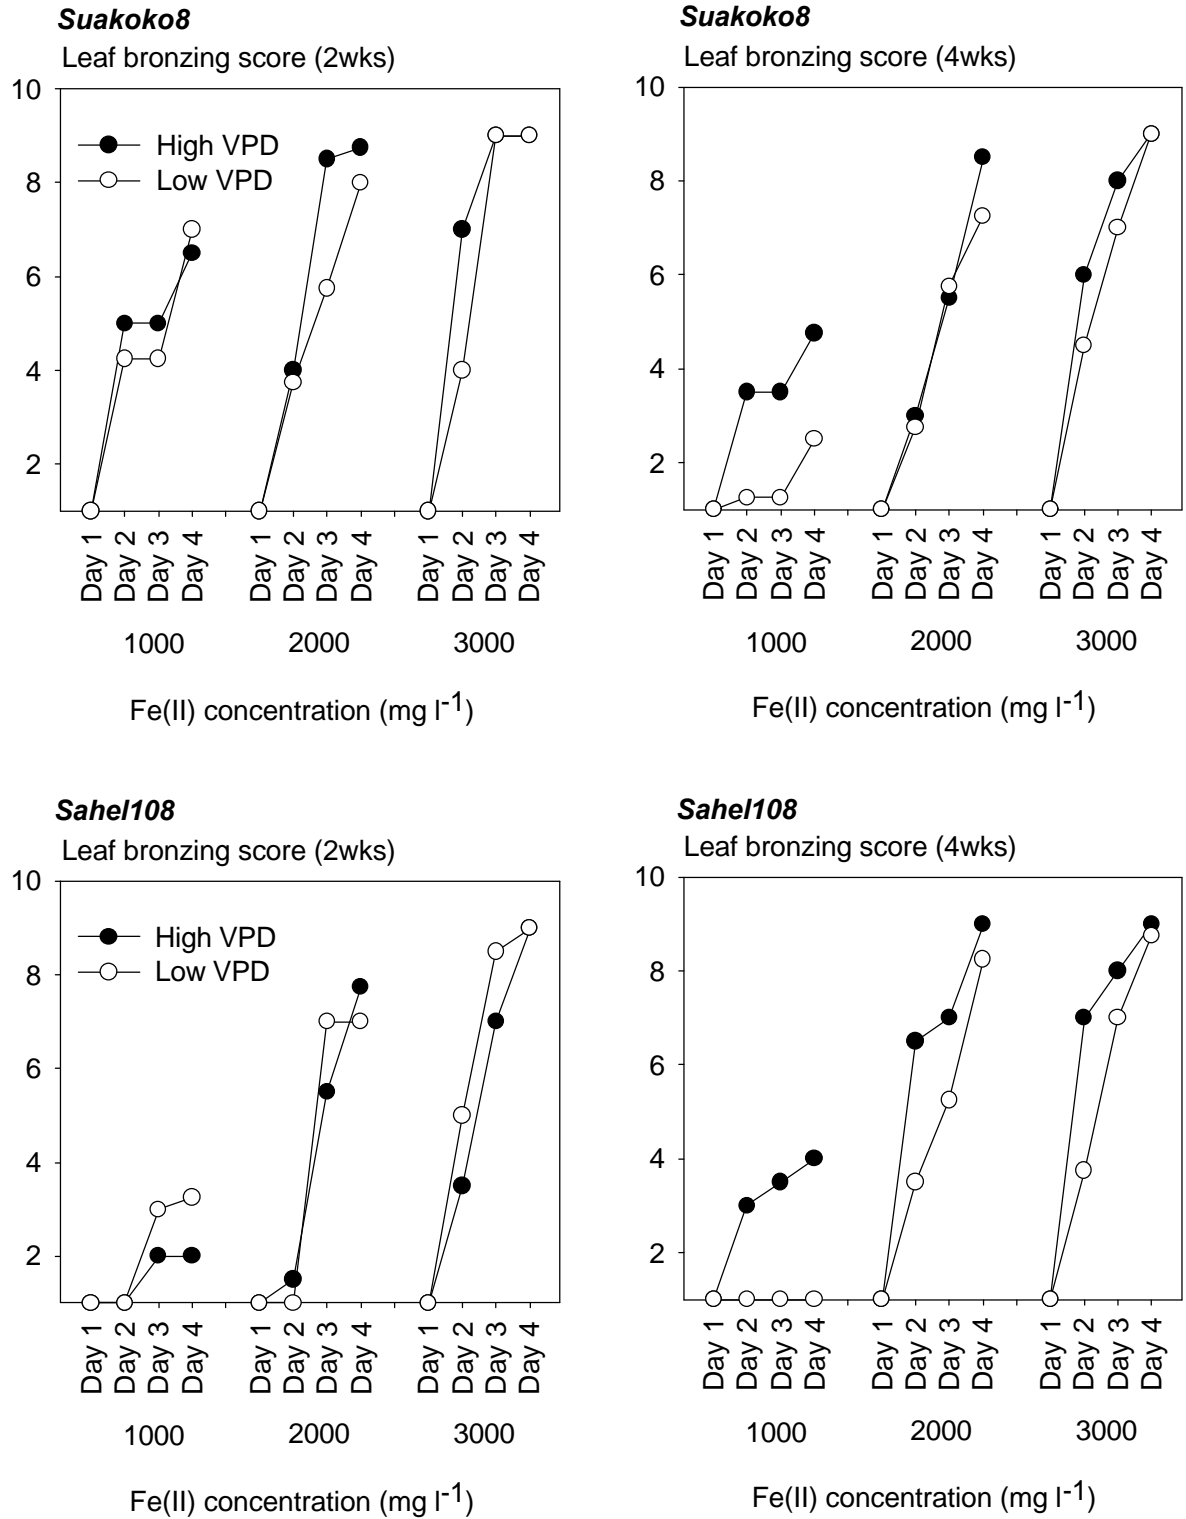 Suakoko8
Leaf bronzing score (2wks)
10
8
6
4
2
High VPD
Low VPD
Day 1
Day 2
Day 3
Day 4
Day 1
Day 2
Day 3
Day 4
Day 1
Day 2
Day 3
Day 4
1000
2000
3000
Fe(II) concentration (mg l-1)
Suakoko8
Leaf bronzing score (4wks)
10
8
6
4
2
Day 1
Day 2
Day 3
Day 4
Day 1
Day 2
Day 3
Day 4
Day 1
Day 2
Day 3
Day 4
1000
2000
3000
Fe(II) concentration (mg l-1)
Sahel108
Leaf bronzing score (2wks)
10
8
6
4
2
High VPD
Low VPD
Day 1
Day 2
Day 3
Day 4
Day 1
Day 2
Day 3
Day 4
Day 1
Day 2
Day 3
Day 4
1000
2000
3000
Fe(II) concentration (mg l-1)
Sahel108
Leaf bronzing score (4wks)
10
8
6
4
2
Day 1
Day 2
Day 3
Day 4
Day 1
Day 2
Day 3
Day 4
Day 1
Day 2
Day 3
Day 4
1000
2000
3000
Fe(II) concentration (mg l-1)